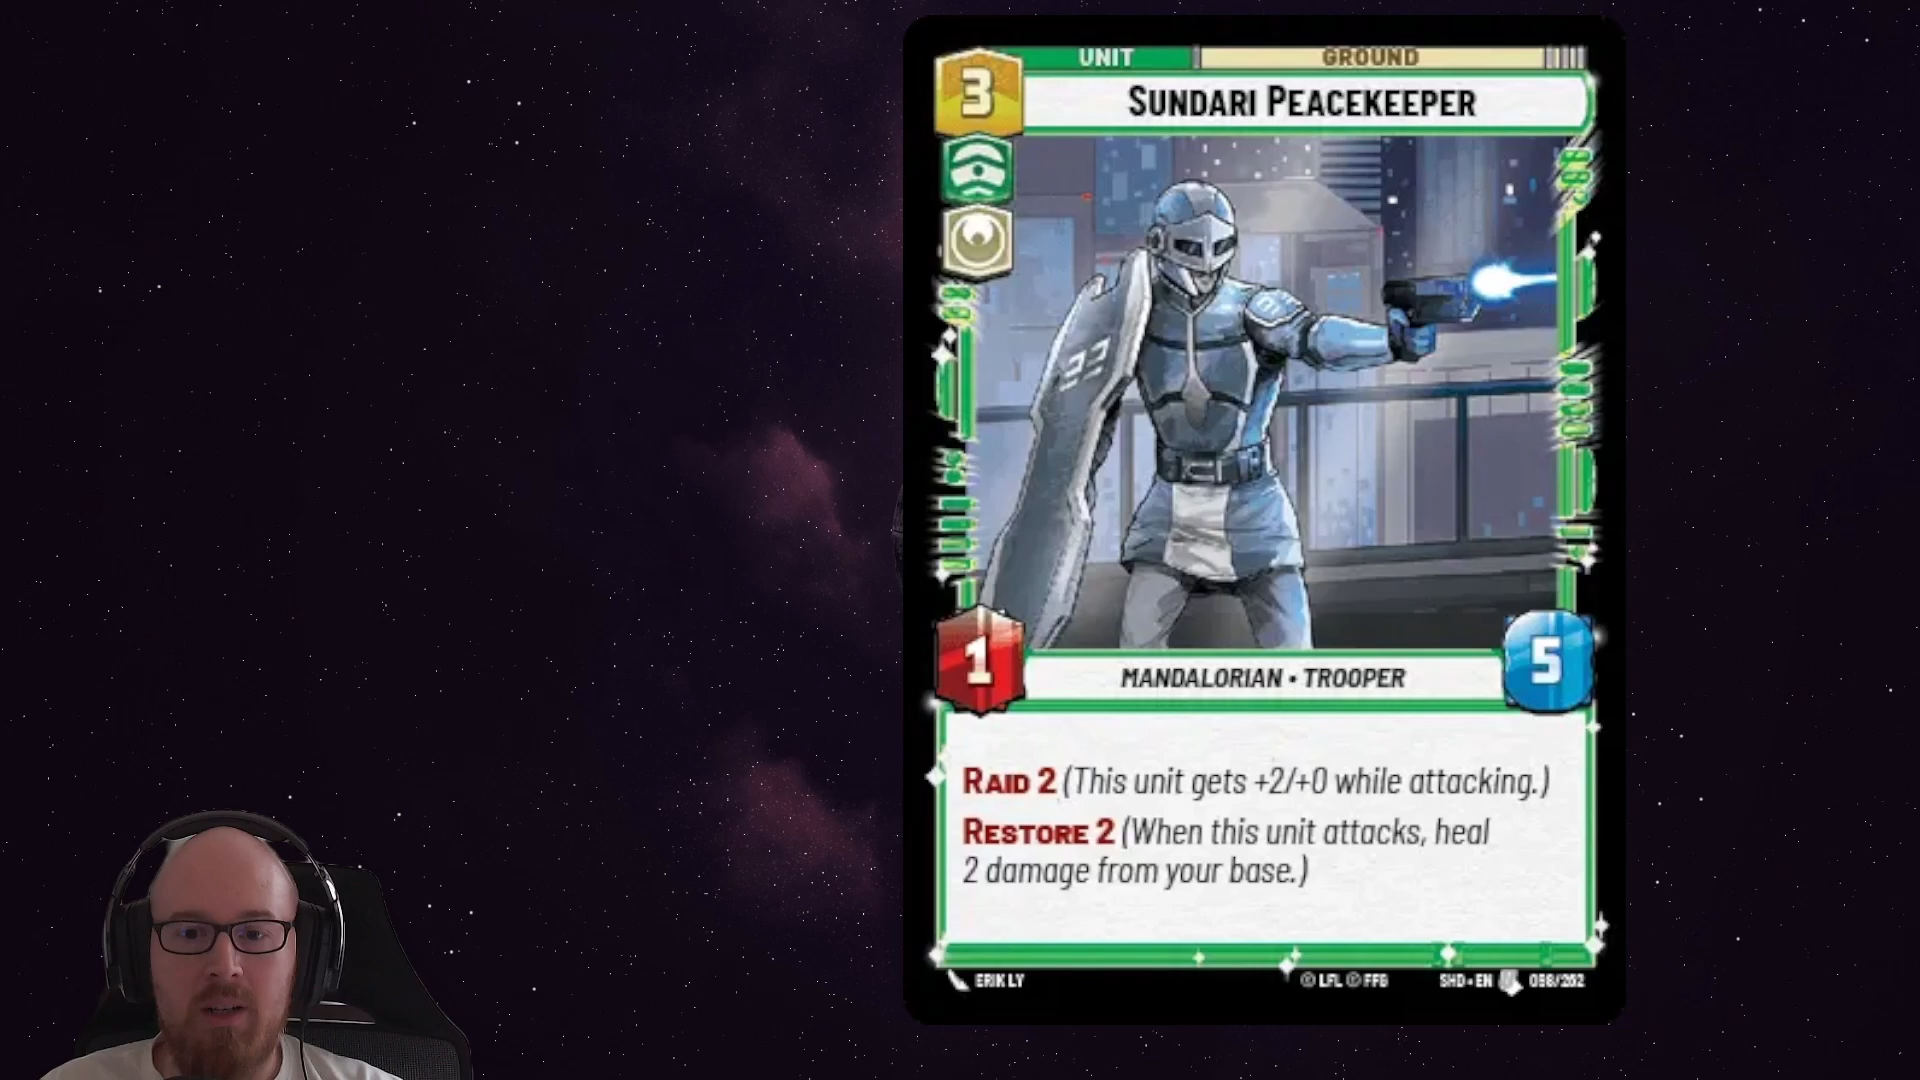 UNIT
GROUND
3
SUNDARI PEACEKEEPER
1
MANDALORIAN • TROOPER
5
RAID 2 (This unit gets +2/+0 while attacking.)
RESTORE 2 (When this unit attacks, heal
2 damage from your base.)
ERIK LY
© LFL © FFG
SHD • EN
098/262